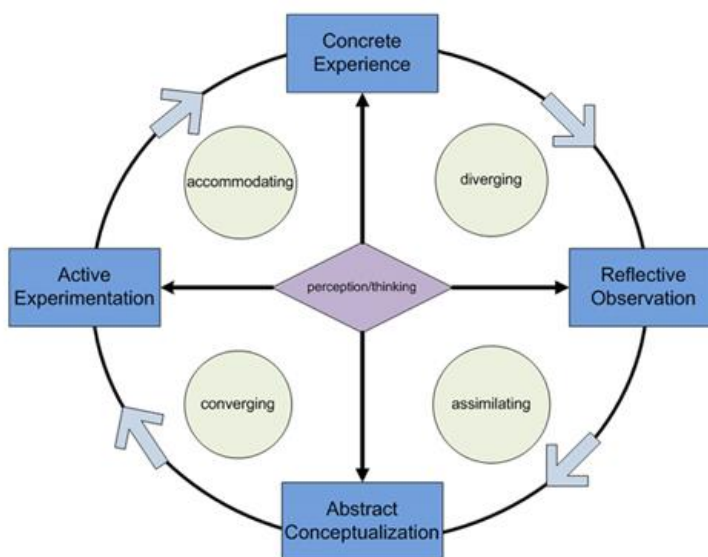 Concrete
Experience
accommodating
diverging
Active
Experimentation
perception/thinking
Reflective
Observation
converging
assimilating
Abstract
Conceptualization